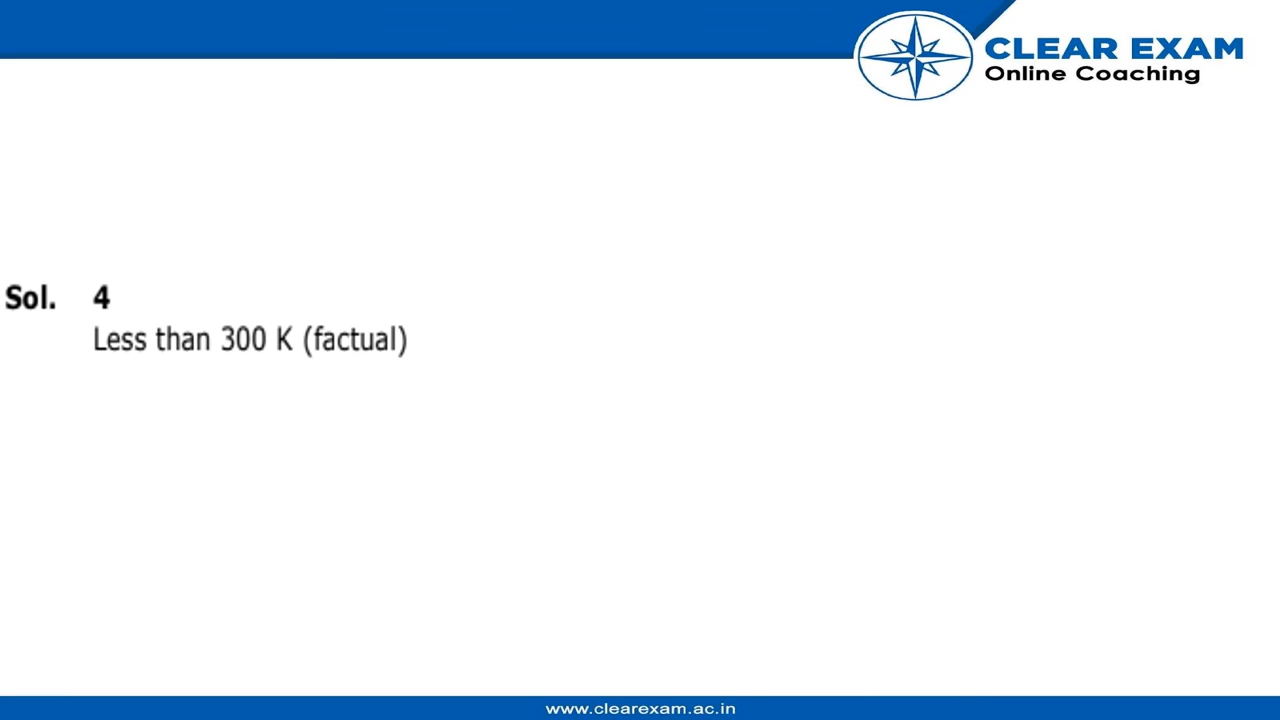 CLEAR EXAM
Online Coaching
Sol. 4
Less than 300 K (factual)
www.clearexam.ac.in